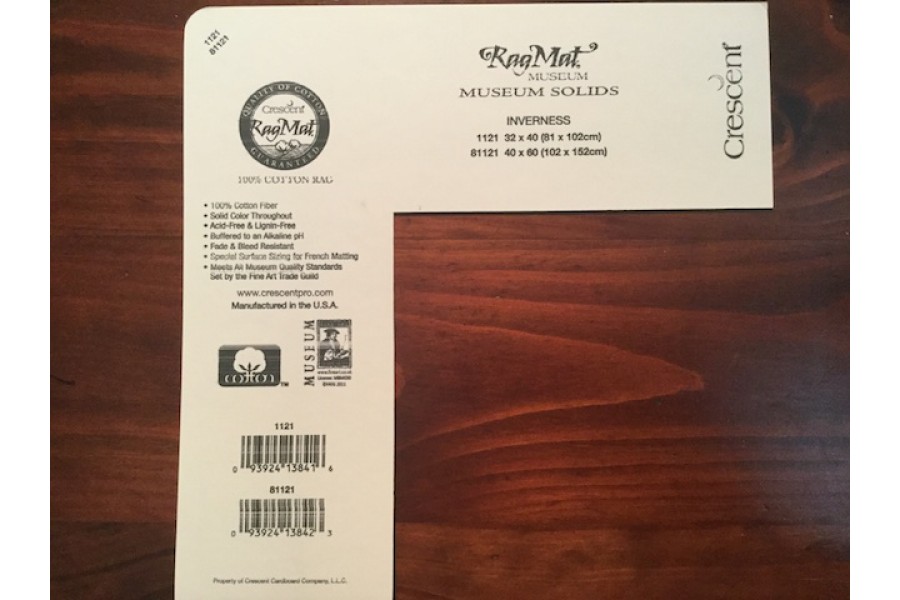 1121
81121
QUALITY OF COTTON
Crescent
RagMat
GUARANTEED
100% COTTON RAG
RagMat
MUSEUM
MUSEUM SOLIDS
INVERNESS
1121 32 x 40 (81 x 102cm)
81121 40 x 60 (102 x 152cm)
Crescent
• 100% Cotton Fiber
• Solid Color Throughout
• Acid-Free & Lignin-Free
• Buffered to an Alkaline pH
• Fade & Bleed Resistant
• Special Surface Sizing for French Matting
• Meets All Museum Quality Standards
Set by the Fine Art Trade Guild
www.crescentpro.com
Manufactured in the U.S.A.
COTTON TM
MUSEUM
1121
0 93924 13841 6
81121
0 93924 13842 3
Property of Crescent Cardboard Company, L.L.C.